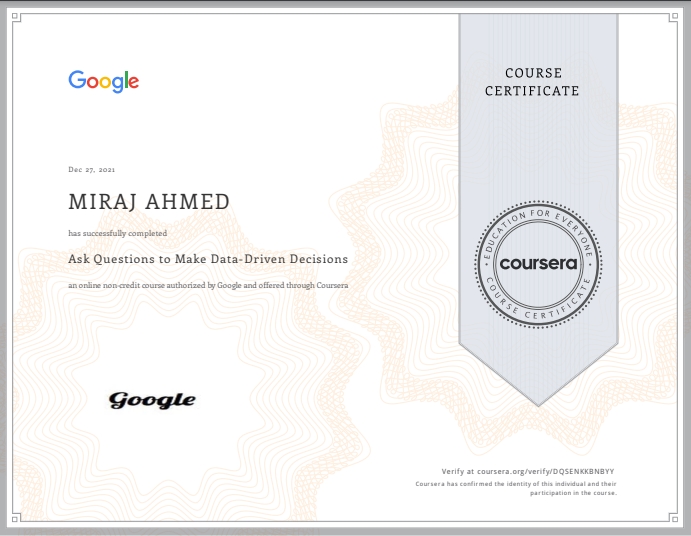 Google
COURSE
CERTIFICATE
Dec 27, 2021
MIRAJ AHMED
has successfully completed
Ask Questions to Make Data-Driven Decisions
an online non-credit course authorized by Google and offered through Coursera
EDUCATION FOR EVERYONE
coursera
COURSE CERTIFICATE
Google
Verify at coursera.org/verify/DQSENKKBNBYY
Coursera has confirmed the identity of this individual and their
participation in the course.